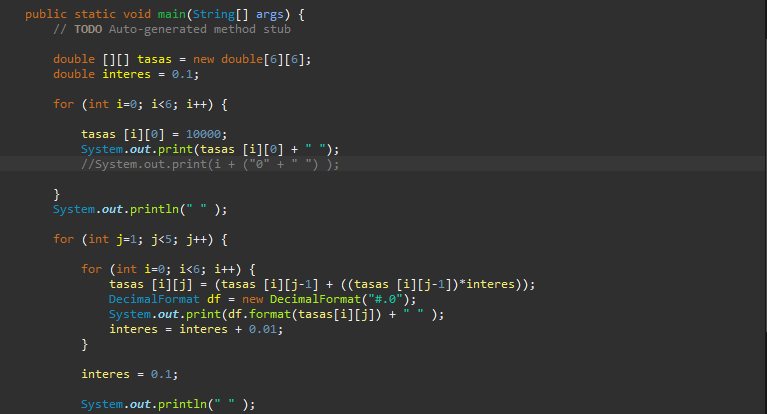 public static void main(String[] args) {
// TODO Auto-generated method stub
double [][] tasas = new double[6][6];
double interes = 0.1;
for (int i=0; i<6; i++) {
tasas [i][0] = 10000;
System.out.print(tasas [i][0] + " ");
//System.out.print(i + ("0" + " ") );
}
System.out.println(" " );
for (int j=1; j<5; j++) {
for (int i=0; i<6; i++) {
tasas [i][j] = (tasas [i][j-1] + ((tasas [i][j-1])*interes));
DecimalFormat df = new DecimalFormat("#.0");
System.out.print(df.format(tasas[i][j]) + " " );
interes = interes + 0.01;
}
interes = 0.1;
System.out.println(" " );